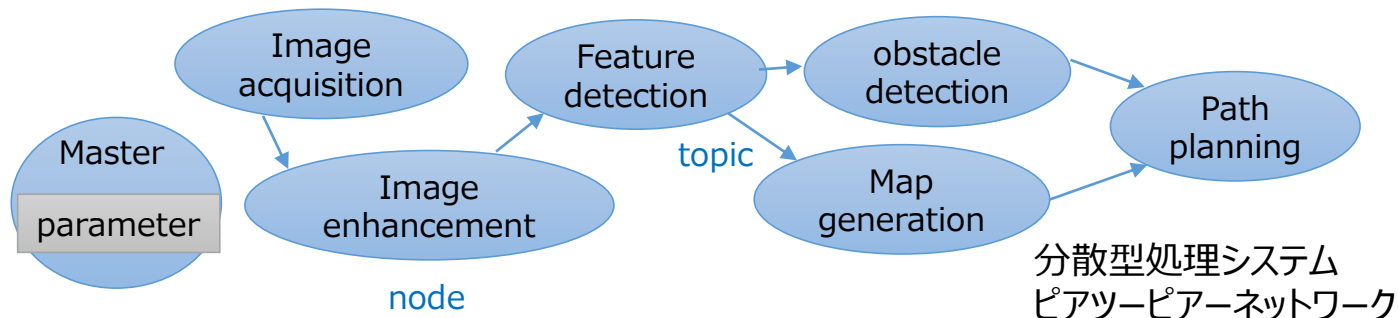 Image
acquisition
Feature
detection
obstacle
detection
Path
planning
Master
parameter
Image
enhancement
topic
Map
generation
node
分散型処理システム
ピアツーピアーネットワーク